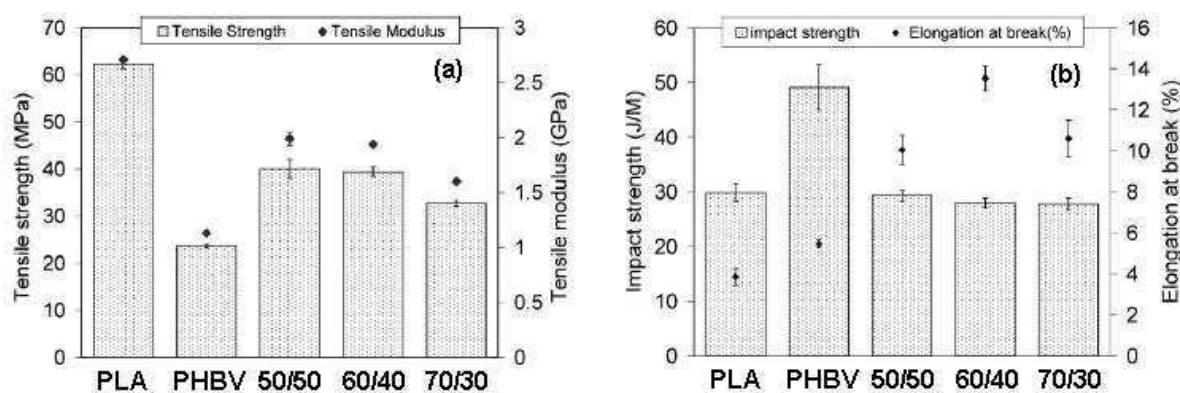 Tensile Strength
Tensile Modulus
(a)
Tensile strength (MPa)
70
60
50
40
30
20
10
0
Tensile modulus (GPa)
3
2.5
2
1.5
1
0.5
0
PLA PHBV 50/50 60/40 70/30
impact strength
Elongation at break(%)
(b)
Impact strength (J/M)
60
50
40
30
20
10
0
Elongation at break (%)
16
14
12
10
8
6
4
2
0
PLA PHBV 50/50 60/40 70/30